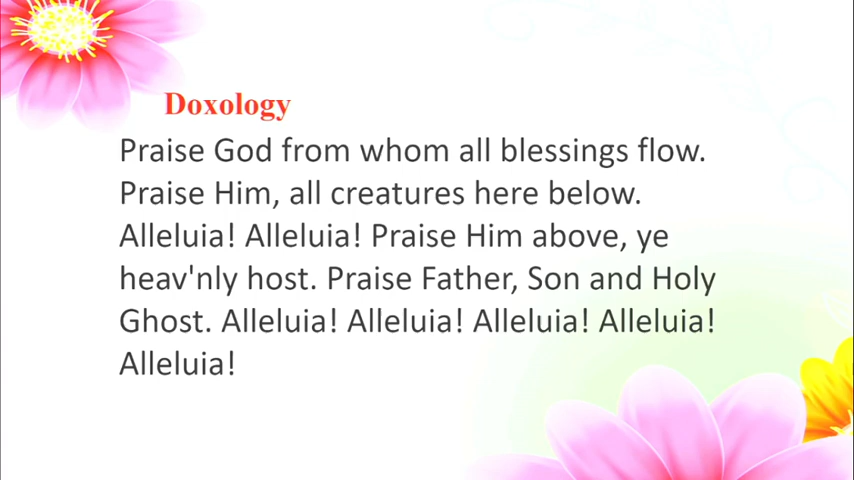 Doxology
Praise God from whom all blessings flow.
Praise Him, all creatures here below.
Alleluia! Alleluia! Praise Him above, ye
heav'nly host. Praise Father, Son and Holy
Ghost. Alleluia! Alleluia! Alleluia! Alleluia!
Alleluia!